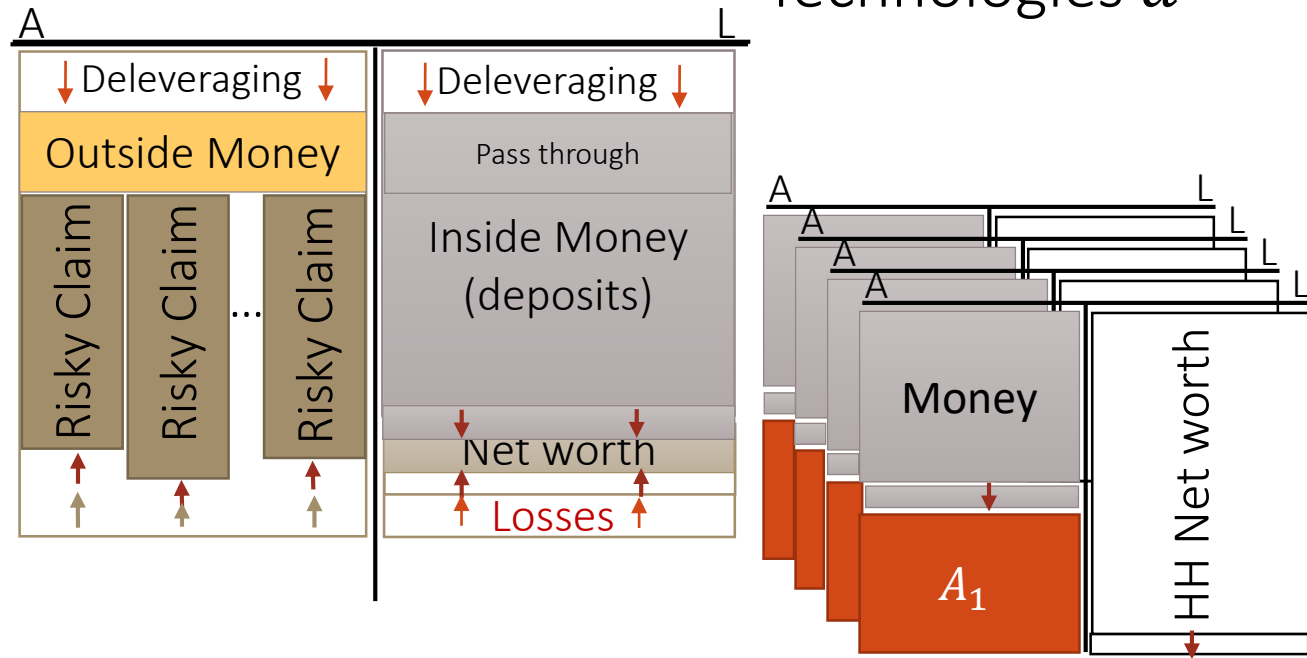 Technologies a
A
L
Deleveraging
Deleveraging
Outside Money
Pass through
Risky Claim
Risky Claim
...
Risky Claim
Inside Money
(deposits)
Net worth
Losses
A
L
A
L
A
L
A
L
Money
A₁
HH Net worth